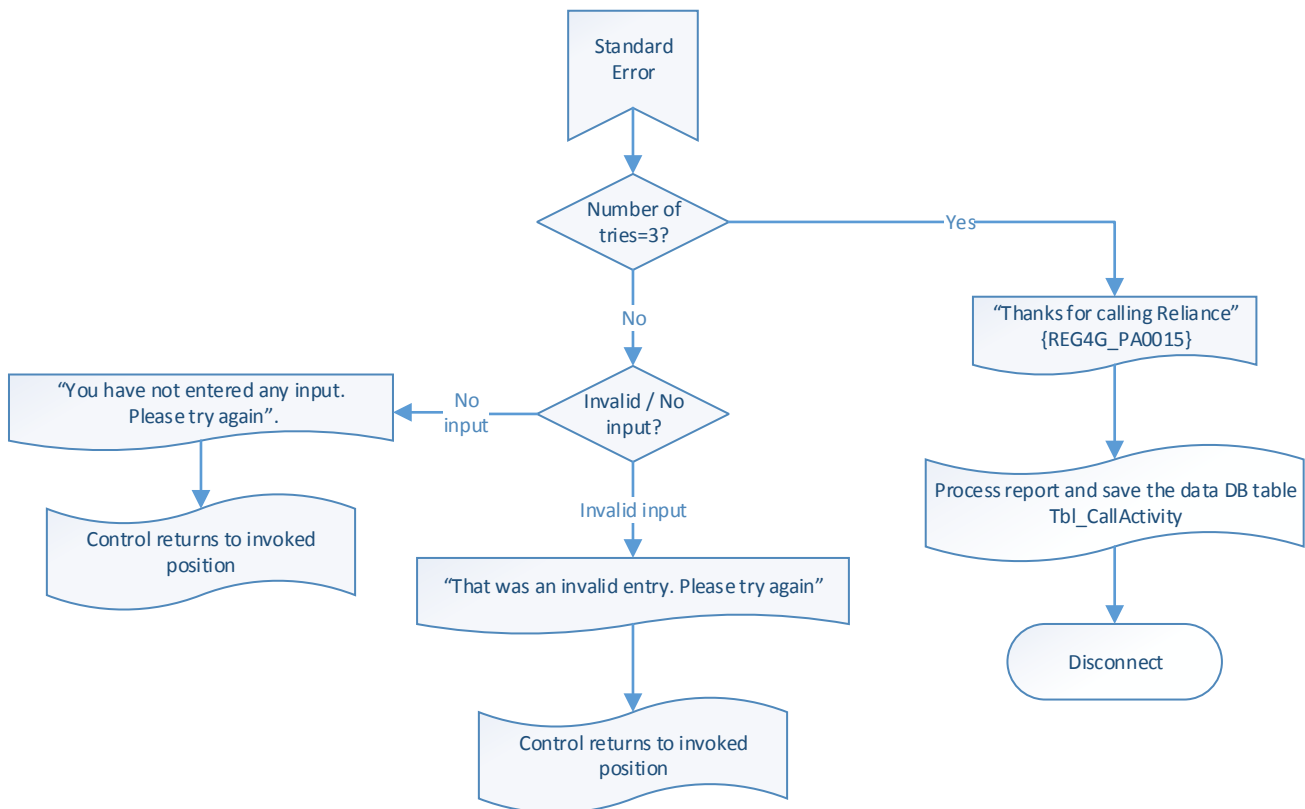 Standard
Error
Number of
tries=3?
Yes
No
“Thanks for calling Reliance”
{REG4G_PA0015}
“You have not entered any input.
Please try again”.
No
input
Invalid / No
input?
Process report and save the data DB table
Tbl_CallActivity
Invalid input
Control returns to invoked
position
“That was an invalid entry. Please try again”
Disconnect
Control returns to invoked
position